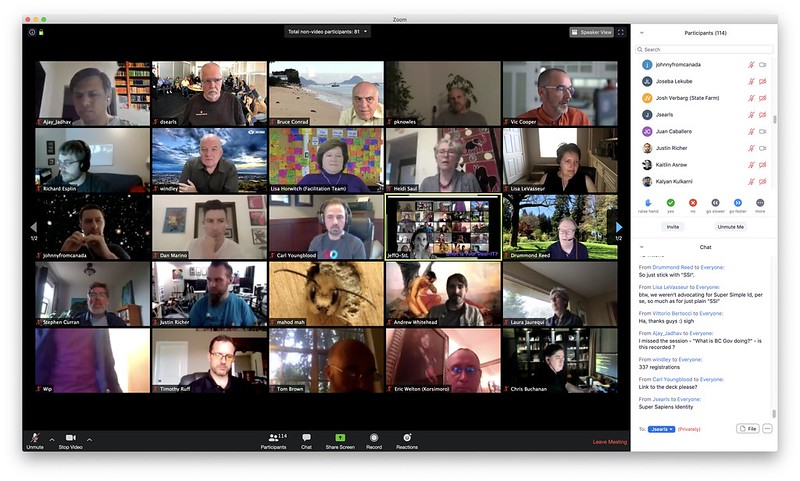 Zoom
Total non-video participants: 81
Speaker View
Ajay_Jadhav
dsearls
Bruce Conrad
pknowles
Vic Cooper
Richard Esplin
windley
Lisa Horwitch (Facilitation Team)
Heidi Saul
Lisa LeVasseur
johnnyfromcanada
Dan Marino
Carl Youngblood
JeffO-StL
Drummond Reed
1/2
1/2
Stephen Curran
Justin Richer
mahod mah
Andrew Whitehead
Laura Jaurequi
Wip
Timothy Ruff
Tom Brown
Eric Welton (Korsimoro)
Chris Buchanan
Unmute
Stop Video
114
Participants
Chat
Share Screen
Record
Reactions
Leave Meeting
Participants (114)
Search
johnnyfromcanada
Joseba Lekube
Josh Verbarg (State Farm)
Jsearls
Juan Caballero
Justin Richer
Kaitlin Asrow
Kalyan Kulkarni
raise hand
yes
no
go slower
go faster
more
Invite
Unmute Me
Chat
From Drummond Reed to Everyone:
So just stick with "SSI".
From Lisa LeVasseur to Everyone:
btw, we weren't advocating for Super Simple Id, per
se, so much as for just plain "SSI"
From Vittorio Bertocci to Everyone:
Ha, thanks guys :) sigh
From Ajay_Jadhav to Everyone:
I missed the session - "What is BC Gov doing?" - is
this recorded ?
From windley to Everyone:
337 registrations
From Carl Youngblood to Everyone:
Link to the deck please?
From Jsearls to Everyone:
Super Sapiens Identity
To: Jsearls (Privately)
File